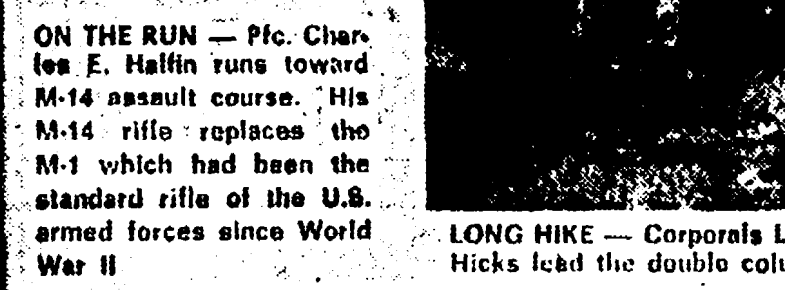 ON THE RUN — Pfc. Char-
les E. Halfin runs toward
M-14 assault course. His
M-14 rifle replaces the
M-1 which had been the
standard rifle of the U.S.
armed forces since World
War II
LONG HIKE — Corporals L
Hicks lead the double colu